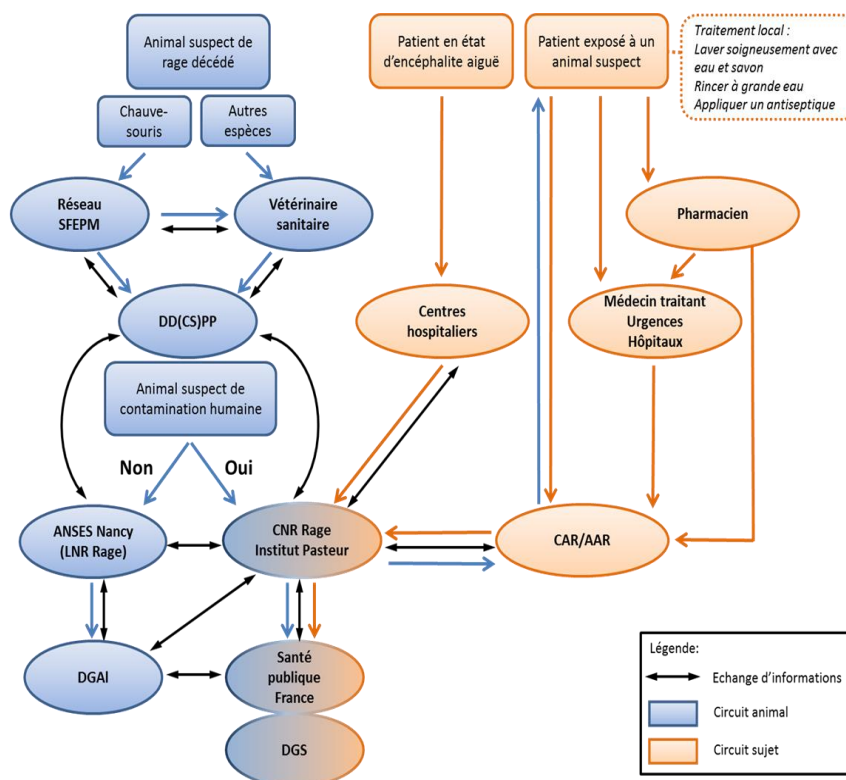 Animal suspect de
rage décédé
Patient en état
d'encéphalite aiguë
Patient exposé à un
animal suspect
Traitement local :
Laver soigneusement avec
eau et savon
Rincer à grande eau
Appliquer un antiseptique
Chauve-
souris
Autres
espèces
Réseau
SFEPM
Vétérinaire
sanitaire
Pharmacien
DD(CS)PP
Centres
hospitaliers
Médecin traitant
Urgences
Hôpitaux
Animal suspect de
contamination humaine
Non
Oui
ANSES Nancy
(LNR Rage)
CNR Rage
Institut Pasteur
CAR/AAR
DGAl
Santé
publique
France
DGS
Légende:
Echange d'informations
Circuit animal
Circuit sujet